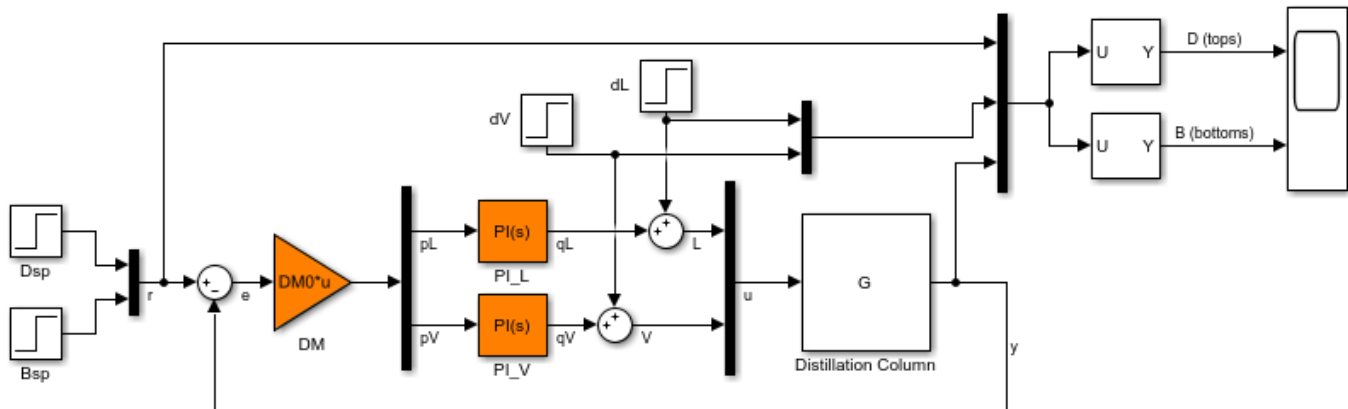 D (tops)
U Y
dL
dV
B (bottoms)
U Y
Dsp
Bsp
r
+
−
e
DM0*u
DM
pL
PI(s)
PI_L
qL
+
+
L
pV
PI(s)
PI_V
qV
+
+
V
u
G
Distillation Column
y